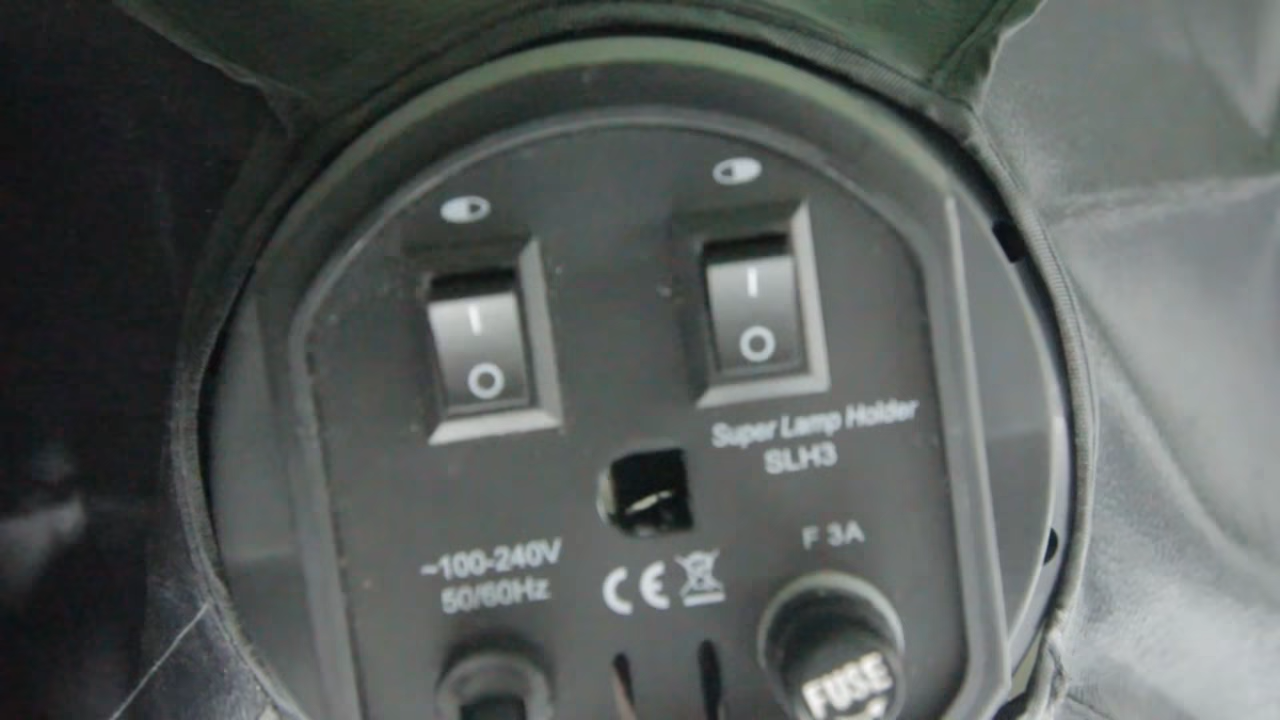 I
O
I
O
Super Lamp Holder
SLH3
~100-240V
50/60Hz
CE
F 3A
FUSE